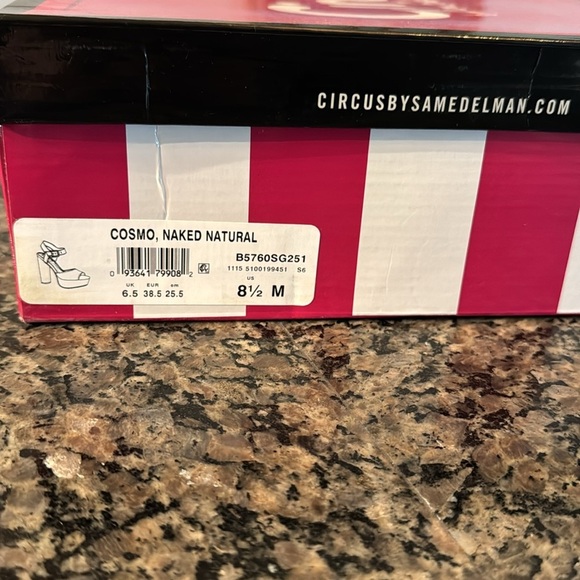 CIRCUSBYSAMEDELMAN.COM
COSMO, NAKED NATURAL
B5760SG251
0 93641 79908 2
1115 5100199451 S6
UK EUR cm
US
6.5 38.5 25.5
8½ M